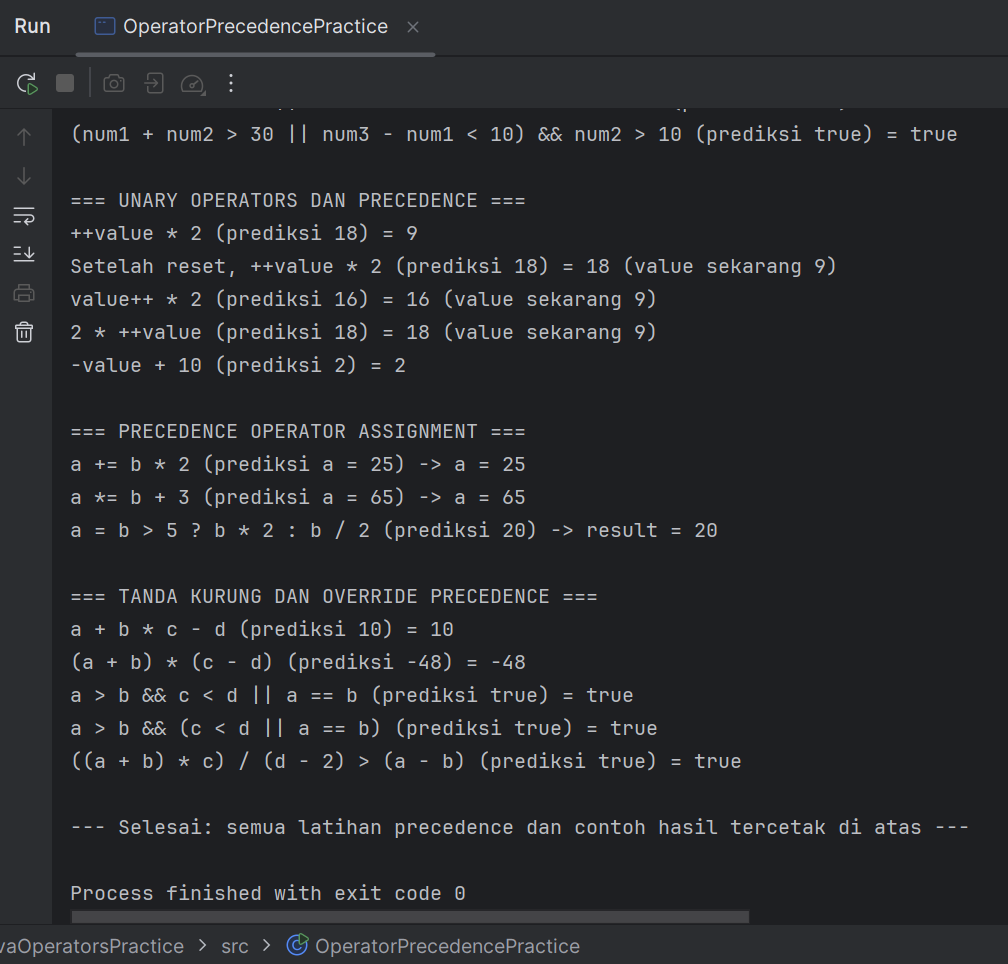 Run OperatorPrecedencePractice
(num1 + num2 > 30 || num3 - num1 < 10) && num2 > 10 (prediksi true) = true
=== UNARY OPERATORS DAN PRECEDENCE ===
++value * 2 (prediksi 18) = 9
Setelah reset, ++value * 2 (prediksi 18) = 18 (value sekarang 9)
value++ * 2 (prediksi 16) = 16 (value sekarang 9)
2 * ++value (prediksi 18) = 18 (value sekarang 9)
-value + 10 (prediksi 2) = 2
=== PRECEDENCE OPERATOR ASSIGNMENT ===
a += b * 2 (prediksi a = 25) -> a = 25
a *= b + 3 (prediksi a = 65) -> a = 65
a = b > 5 ? b * 2 : b / 2 (prediksi 20) -> result = 20
=== TANDA KURUNG DAN OVERRIDE PRECEDENCE ===
a + b * c - d (prediksi 10) = 10
(a + b) * (c - d) (prediksi -48) = -48
a > b && c < d || a == b (prediksi true) = true
a > b && (c < d || a == b) (prediksi true) = true
((a + b) * c) / (d - 2) > (a - b) (prediksi true) = true
--- Selesai: semua latihan precedence dan contoh hasil tercetak di atas ---
Process finished with exit code 0
vaOperatorsPractice > src > OperatorPrecedencePractice